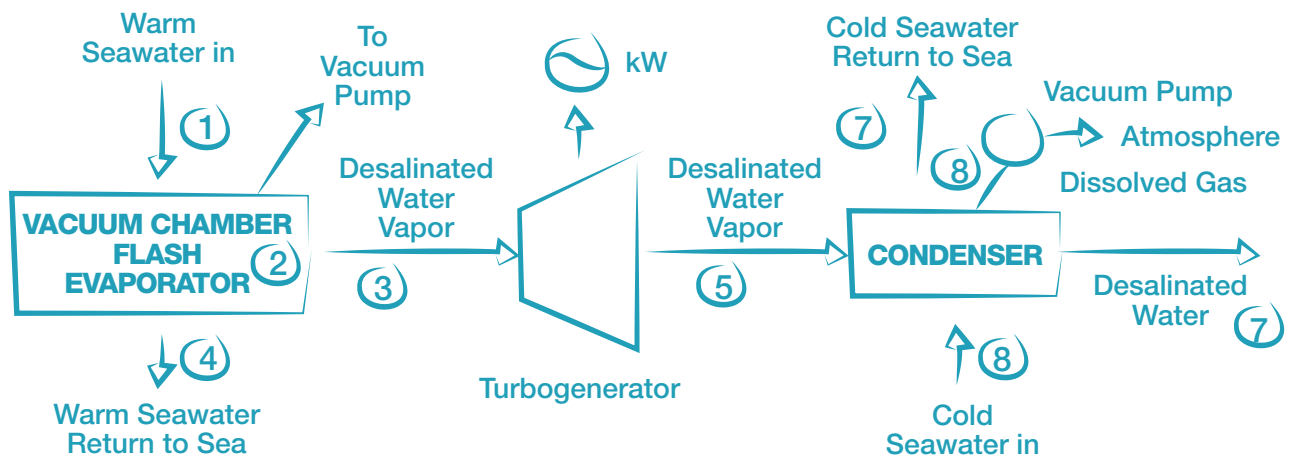 Warm
Seawater in
1
To
Vacuum
Pump
kW
Cold Seawater
Return to Sea
7
8
Vacuum Pump
Atmosphere
Dissolved Gas
VACUUM CHAMBER
FLASH
EVAPORATOR
2
Desalinated
Water
Vapor
3
Desalinated
Water
Vapor
5
CONDENSER
Desalinated
Water
7
4
Warm Seawater
Return to Sea
Turbogenerator
8
Cold
Seawater in